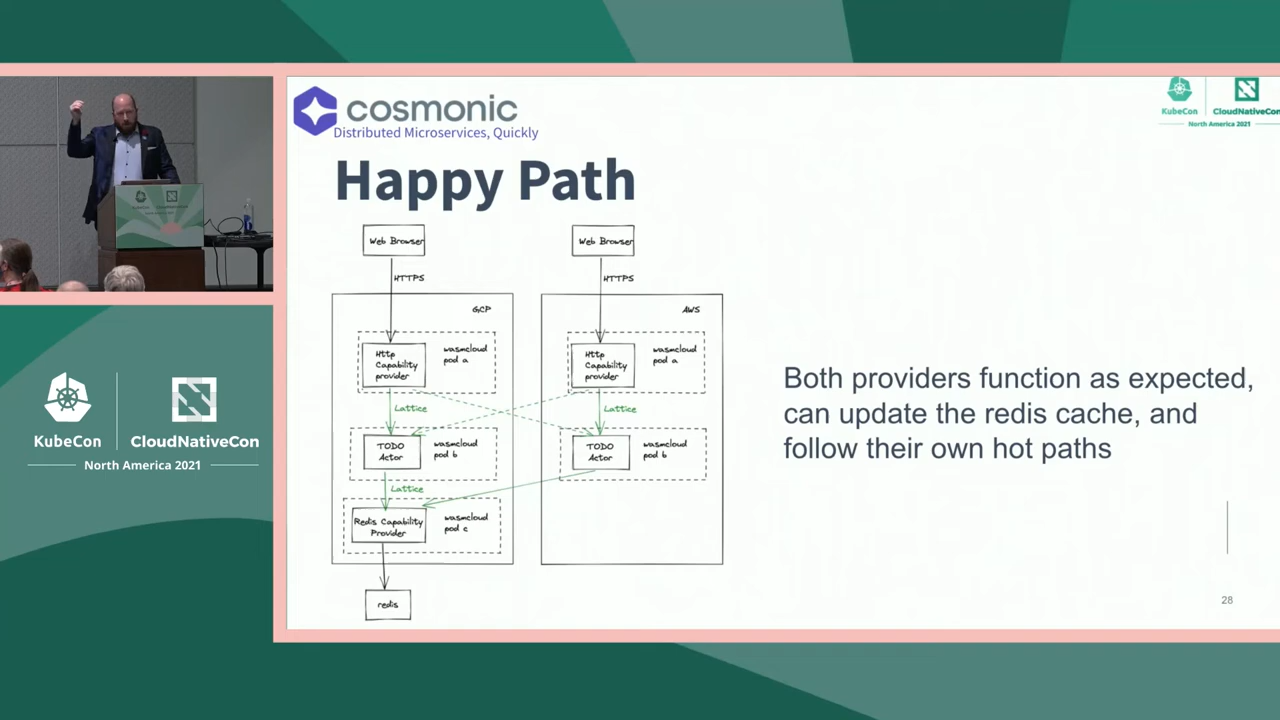 cosmonic
Distributed Microservices, Quickly
KubeCon
CloudNativeCon
North America 2021
Happy Path
Web Browser
Web Browser
HTTPS
HTTPS
GCP
AWS
Http
Capability
provider
wasmcloud
pod a
Http
Capability
provider
wasmcloud
pod a
Lattice
Lattice
TODO
Actor
wasmcloud
pod b
TODO
Actor
wasmcloud
pod b
Lattice
Redis Capability
Provider
wasmcloud
pod c
redis
Both providers function as expected,
can update the redis cache, and
follow their own hot paths
28
KubeCon
CloudNativeCon
North America 2021